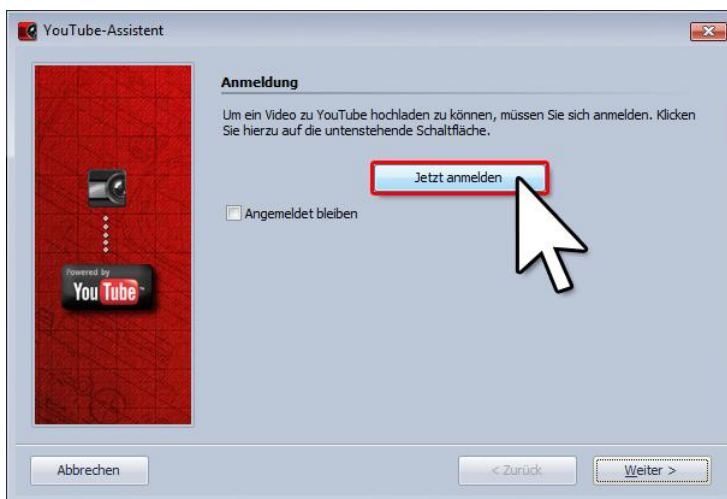 YouTube-Assistent
Anmeldung
Um ein Video zu YouTube hochladen zu können, müssen Sie sich anmelden. Klicken
Sie hierzu auf die untenstehende Schaltfläche.
Jetzt anmelden
Angemeldet bleiben
Powered by
YouTube
Abbrechen
< Zurück
Weiter >